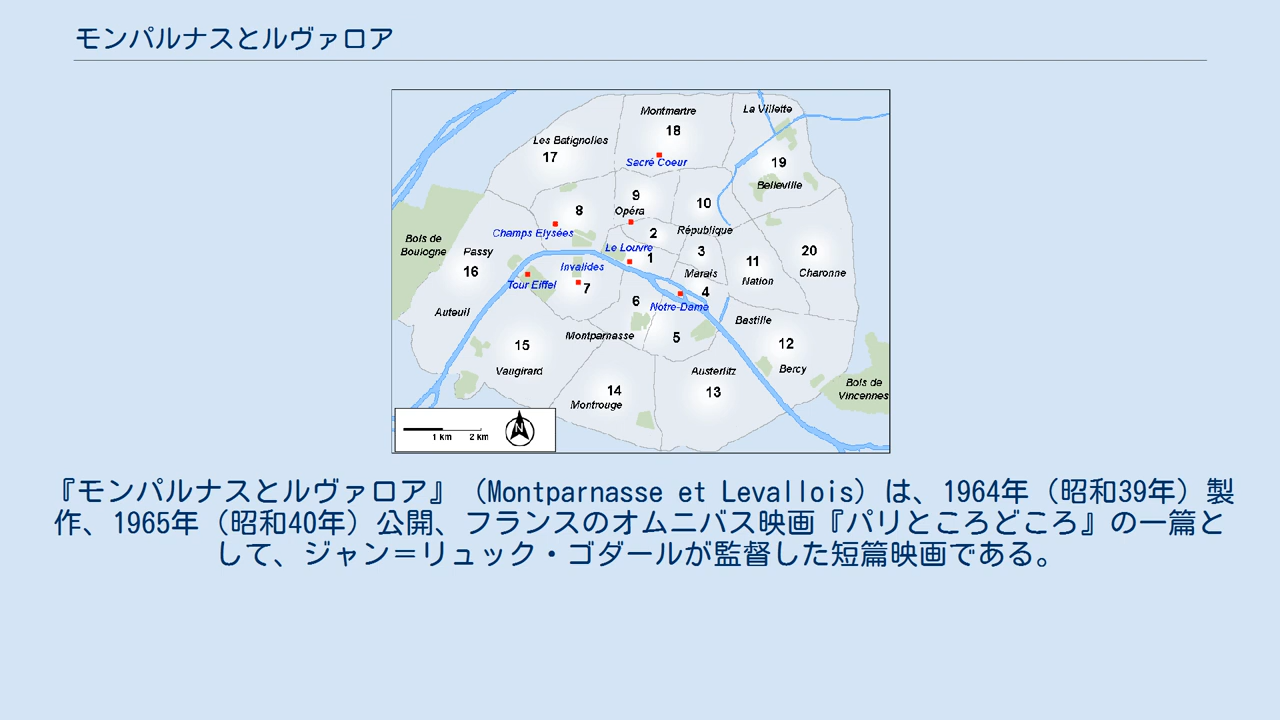 モンパルナスとルヴァロア
Montmartre
18
La Villette
Les Batignolles
17
Sacré Coeur
19
Belleville
9
Opéra
10
8
Champs Elysées
2
République
Bois de
Boulogne
Passy
16
Le Louvre
1
3
Marais
11
Nation
20
Charonne
Invalides
7
Tour Eiffel
4
Notre-Dame
6
Auteuil
Bastille
Montparnasse
5
12
Bercy
15
Vaugirard
Austerlitz
13
14
Montrouge
Bois de
Vincennes
N
1 km 2 km
『モンパルナスとルヴァロア』（Montparnasse et Levallois）は、1964年（昭和39年）製
作、1965年（昭和40年）公開、フランスのオムニバス映画『パリところどころ』の一篇と
して、ジャン＝リュック・ゴダールが監督した短篇映画である。